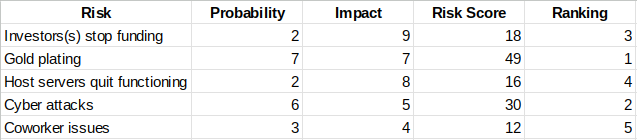 Risk Probability Impact Risk Score Ranking
Investors(s) stop funding 2 9 18 3
Gold plating 7 7 49 1
Host servers quit functioning 2 8 16 4
Cyber attacks 6 5 30 2
Coworker issues 3 4 12 5